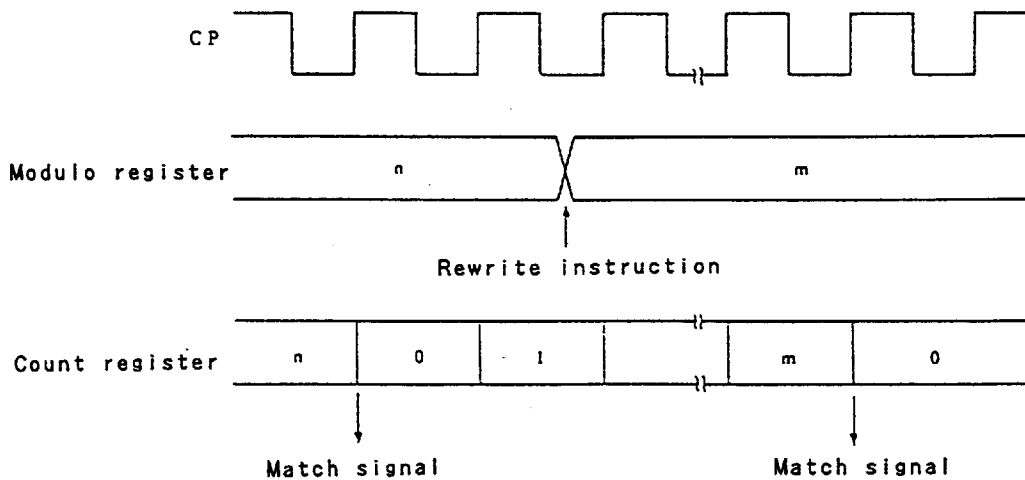 CP
Modulo register n m
Rewrite instruction
Count register n 0 1 m 0
Match signal Match signal